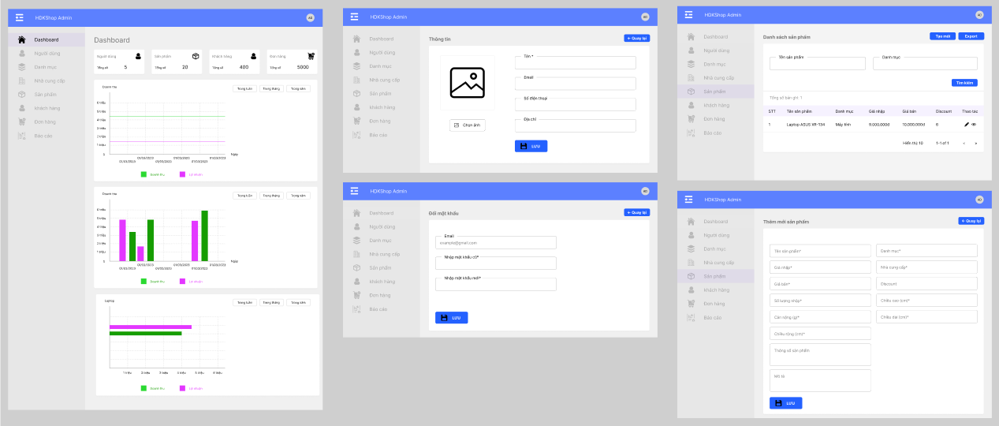 HDKShop Admin
AD
Dashboard
Người dùng
Danh mục
Nhà cung cấp
Sản phẩm
khách hàng
Đơn hàng
Báo cáo
Dashboard
Người dùng
Tổng số 5
Sản phẩm
Tổng số 20
Khách hàng
Tổng số 400
Đơn hàng
Tổng số 5000
Doanh thu
Trong tuần Trong tháng Trong năm
6 triệu
5 triệu
4 triệu
3 triệu
2 triệu
1 triệu
0
Ngày
01/03/2023 01/03/2023 01/03/2023
01/03/2023 01/03/2023 01/03/2023
Doanh thu Lợi nhuận
Doanh thu
Trong tuần Trong tháng Trong năm
6 triệu
5 triệu
4 triệu
3 triệu
2 triệu
1 triệu
0
Ngày
01/03/2023 01/03/2023 01/03/2023
01/03/2023 01/03/2023 01/03/2023
Doanh thu Lợi nhuận
Laptop
Trong tuần Trong tháng Trong năm
1 triệu 2 triệu 3 triệu 4 triệu 5 triệu 6 triệu
Doanh thu Lợi nhuận
HDKShop Admin
AD
Dashboard
Người dùng
Danh mục
Nhà cung cấp
Sản phẩm
khách hàng
Đơn hàng
Báo cáo
Thông tin
Quay lại
Chọn ảnh
Tên *
Email
Số điện thoại
Địa chỉ
LƯU
HDKShop Admin
AD
Dashboard
Người dùng
Danh mục
Nhà cung cấp
Sản phẩm
khách hàng
Đơn hàng
Báo cáo
Đổi mật khẩu
Quay lại
Email
example@gmail.com
Nhập mật khẩu cũ*
Nhập mật khẩu mới*
LƯU
HDKShop Admin
AD
Dashboard
Người dùng
Danh mục
Nhà cung cấp
Sản phẩm
khách hàng
Đơn hàng
Báo cáo
Danh sách sản phẩm
Tạo mới Export
Tên sản phẩm
Danh mục
Tìm kiếm
Tổng số bản ghi: 1
STT Tên sản phẩm Danh mục Giá nhập Giá bán Discount Thao tác
1 Laptop ASUS XR-134 Máy tính 9.000.000đ 10.000.000đ 6
Hiển thị: 10 1-1 of 1 < >
HDKShop Admin
AD
Dashboard
Người dùng
Danh mục
Nhà cung cấp
Sản phẩm
khách hàng
Đơn hàng
Báo cáo
Thêm mới sản phẩm
Quay lại
Tên sản phẩm* Danh mục*
Giá nhập* Nhà cung cấp*
Giá bán* Discount
Số lượng nhập* Chiều cao (cm)*
Cân nặng (g)* Chiều dài (cm)*
Chiều rộng (cm)*
Thông số sản phẩm
Mô tả
LƯU